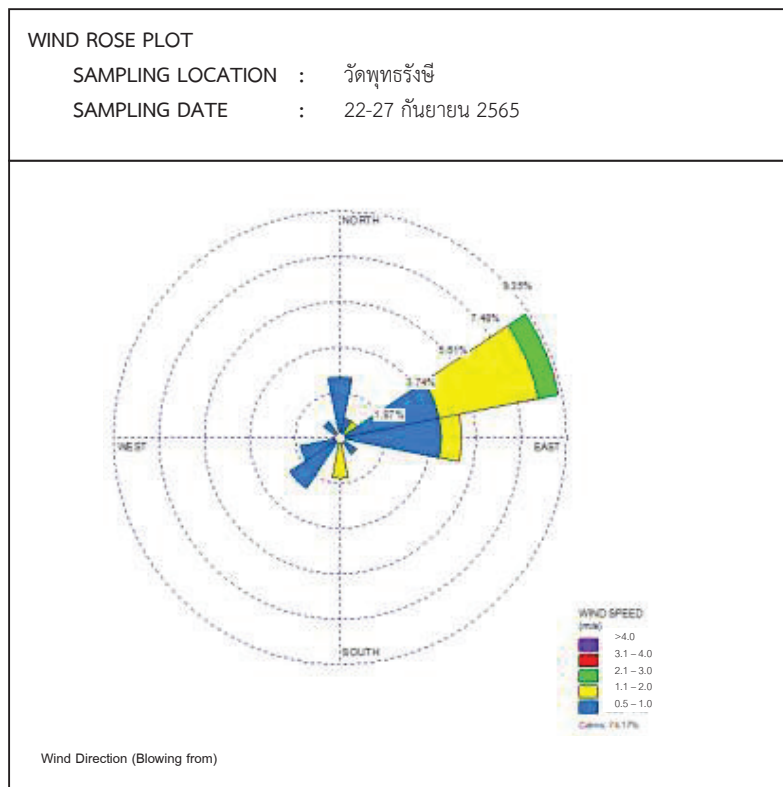 WIND ROSE PLOT
SAMPLING LOCATION : วัดพุทธรังษี
SAMPLING DATE : 22-27 กันยายน 2565
NORTH
7.48%
5.61%
3.74%
1.87%
WEST
EAST
SOUTH
WIND SPEED
(m/s)
>4.0
3.1 – 4.0
2.1 – 3.0
1.1 – 2.0
0.5 – 1.0
Wind Direction (Blowing from)